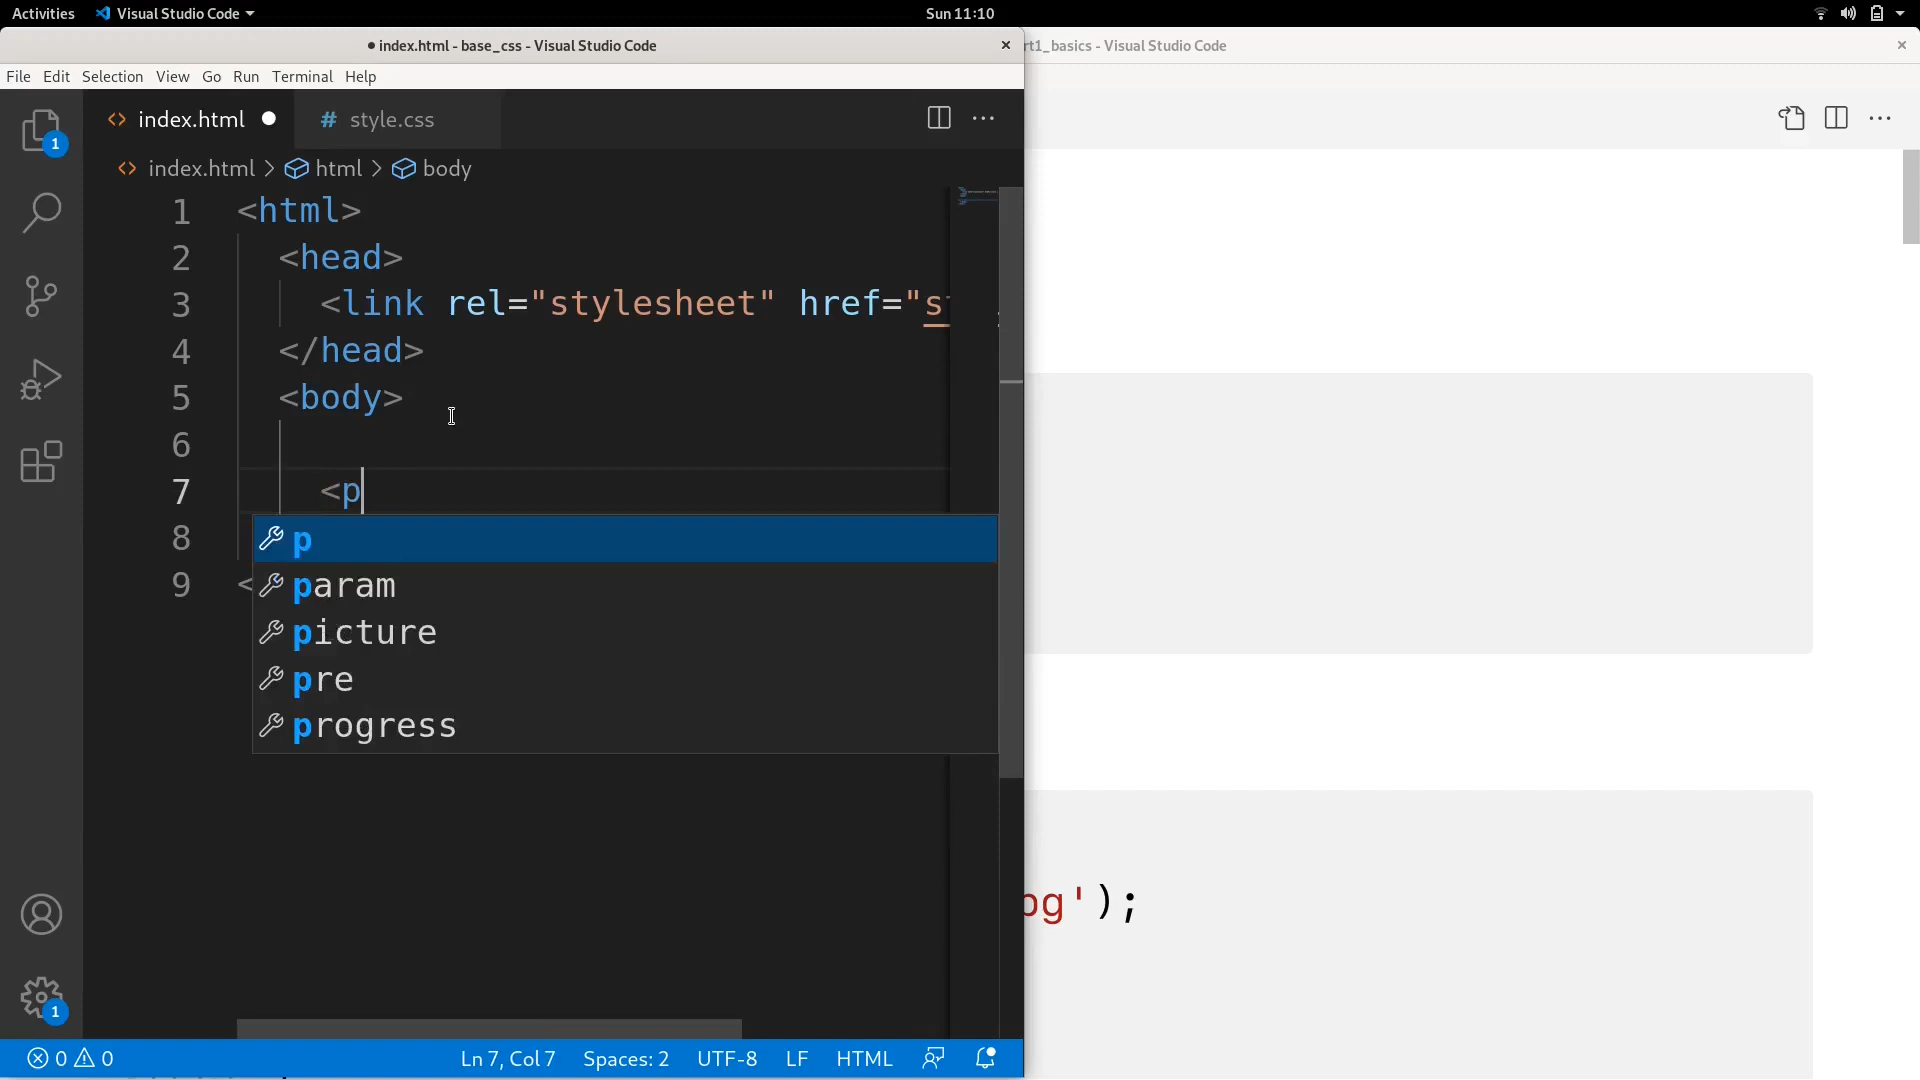 Activities Visual Studio Code Sun 11:10
● index.html - base_css - Visual Studio Code
rt1_basics - Visual Studio Code
File Edit Selection View Go Run Terminal Help
1
index.html
# style.css
index.html > html > body
1 <html>
2 <head>
3 <link rel="stylesheet" href="s
4 </head>
5 <body>
6
7 <p
8
9 <
p
param
picture
pre
progress
og');
1
0 0 Ln 7, Col 7 Spaces: 2 UTF-8 LF HTML